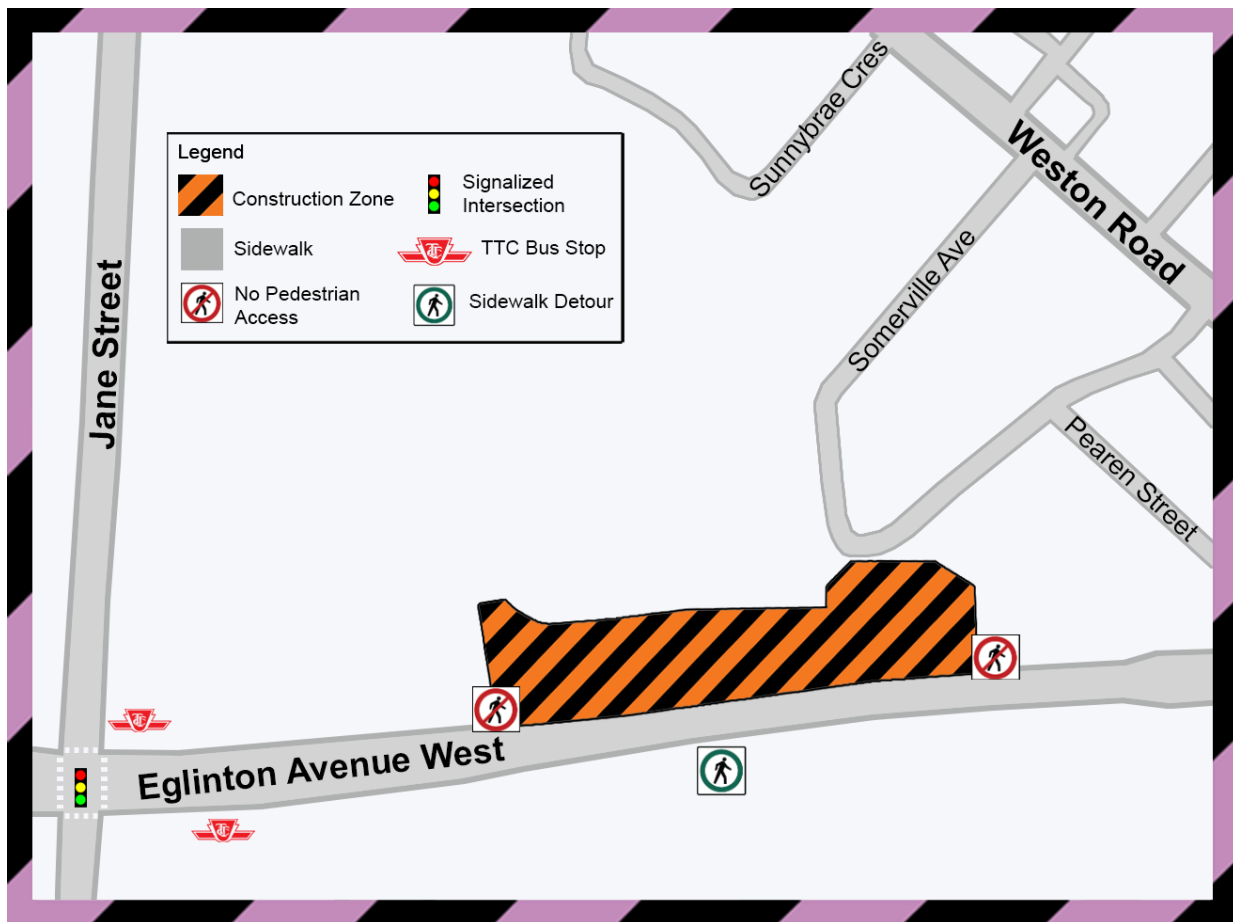 Sunnybrae Cres
Weston Road
Legend
Construction Zone
Signalized
Intersection
Sidewalk
TTC Bus Stop
No Pedestrian
Access
Sidewalk Detour
Jane Street
Somerville Ave
Pearen Street
Eglinton Avenue West